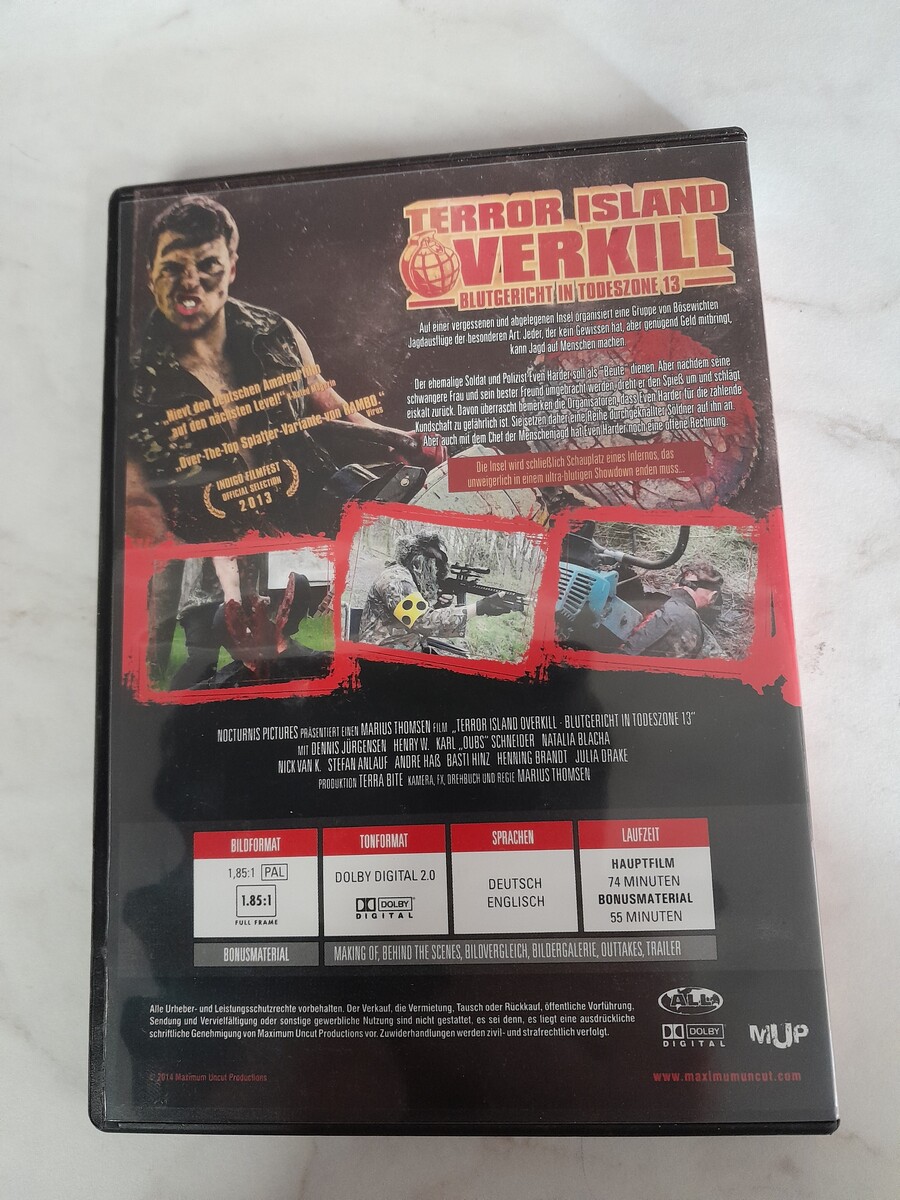 TERROR ISLAND
OVERKILL
BLUTGERICHT IN TODESZONE 13
Auf einer vergessenen und abgelegenen Insel organisiert eine Gruppe von Bösewichten
Jagdausflüge der besonderen Art: Jeder, der kein Gewissen hat, aber genügend Geld mitbringt,
kann Jagd auf Menschen machen.
Der ehemalige Soldat und Polizist Even Harder soll als "Beute" dienen. Aber nachdem seine
schwangere Frau und sein bester Freund umgebracht werden, dreht er den Spieß um und schlägt
eiskalt zurück. Davon überrascht bemerken die Organisatoren, dass Even Harder für die zahlende
Kundschaft zu gefährlich ist. Sie setzen daher eine Reihe durchgeknallter Söldner auf ihn an.
Aber auch mit dem Chef der Menschenjagd hat Even Harder noch eine offene Rechnung.
Die Insel wird schließlich Schauplatz eines Infernos, das
unweigerlich in einem ultra-blutigen Showdown enden muss...
„Hievt den deutschen Amateurfilm
auf den nächsten Level!"
„Over-The-Top Splatter-Variante von RAMBO."
Virus
INDIGO FILMFEST
OFFICIAL SELECTION
2013
NOCTURNIS PICTURES PRÄSENTIERT EINEN MARIUS THOMSEN FILM „TERROR ISLAND OVERKILL · BLUTGERICHT IN TODESZONE 13"
MIT DENNIS JÜRGENSEN HENRY W. KARL „DUBS" SCHNEIDER NATALIA BLACHA
NICK VAN K. STEFAN ANLAUF ANDRE HAß BASTI HINZ HENNING BRANDT JULIA DRAKE
PRODUKTION TERRA BITE KAMERA, FX, DREHBUCH UND REGIE MARIUS THOMSEN
BILDFORMAT TONFORMAT SPRACHEN LAUFZEIT
1,85:1 PAL
1.85:1
FULL FRAME
DOLBY DIGITAL 2.0
DOLBY
DIGITAL
DEUTSCH
ENGLISCH
HAUPTFILM
74 MINUTEN
BONUSMATERIAL
55 MINUTEN
BONUSMATERIAL MAKING OF, BEHIND THE SCENES, BILDVERGLEICH, BILDERGALERIE, OUTTAKES, TRAILER
Alle Urheber- und Leistungsschutzrechte vorbehalten. Der Verkauf, die Vermietung, Tausch oder Rückkauf, öffentliche Vorführung,
Sendung und Vervielfältigung oder sonstige gewerbliche Nutzung sind nicht gestattet, es sei denn, es liegt eine ausdrückliche
schriftliche Genehmigung von Maximum Uncut Productions vor. Zuwiderhandlungen werden zivil- und strafrechtlich verfolgt.
ALL
DOLBY
DIGITAL
MUP
© 2014 Maximum Uncut Productions
www.maximumuncut.com